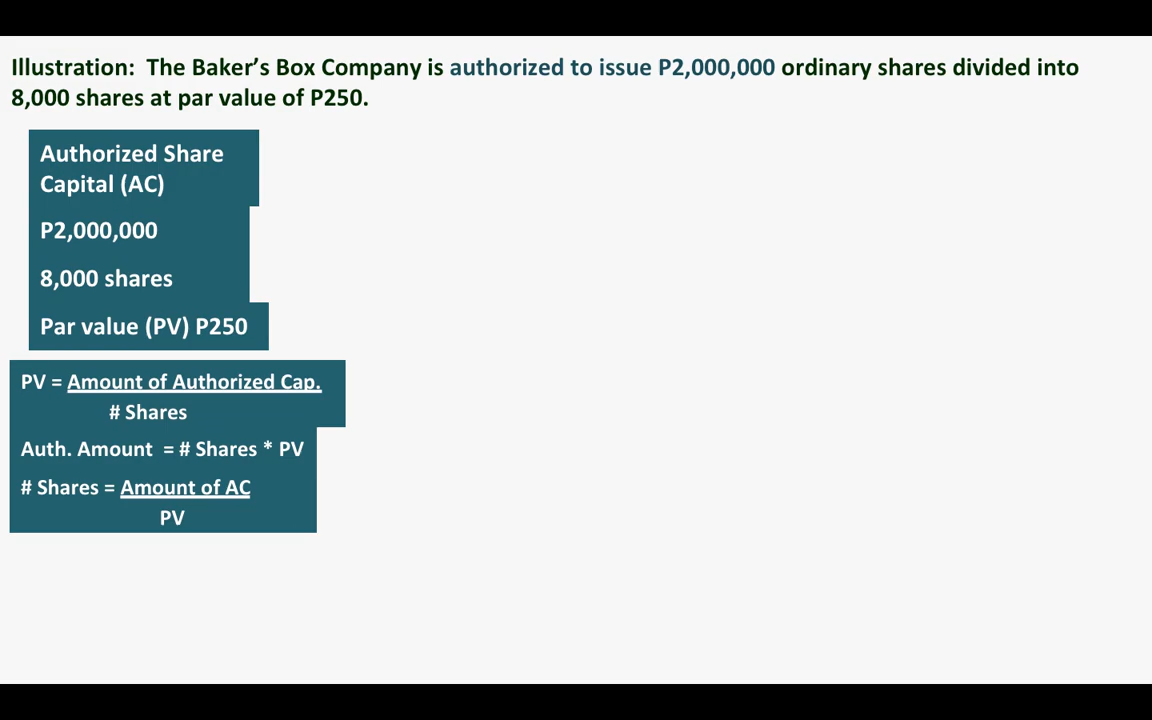 Illustration:  The Baker’s Box Company is authorized to issue P2,000,000 ordinary shares divided into
8,000 shares at par value of P250.
Authorized Share
Capital (AC)
P2,000,000
8,000 shares
Par value (PV) P250
PV = Amount of Authorized Cap.
# Shares
Auth. Amount  = # Shares * PV
# Shares = Amount of AC
PV